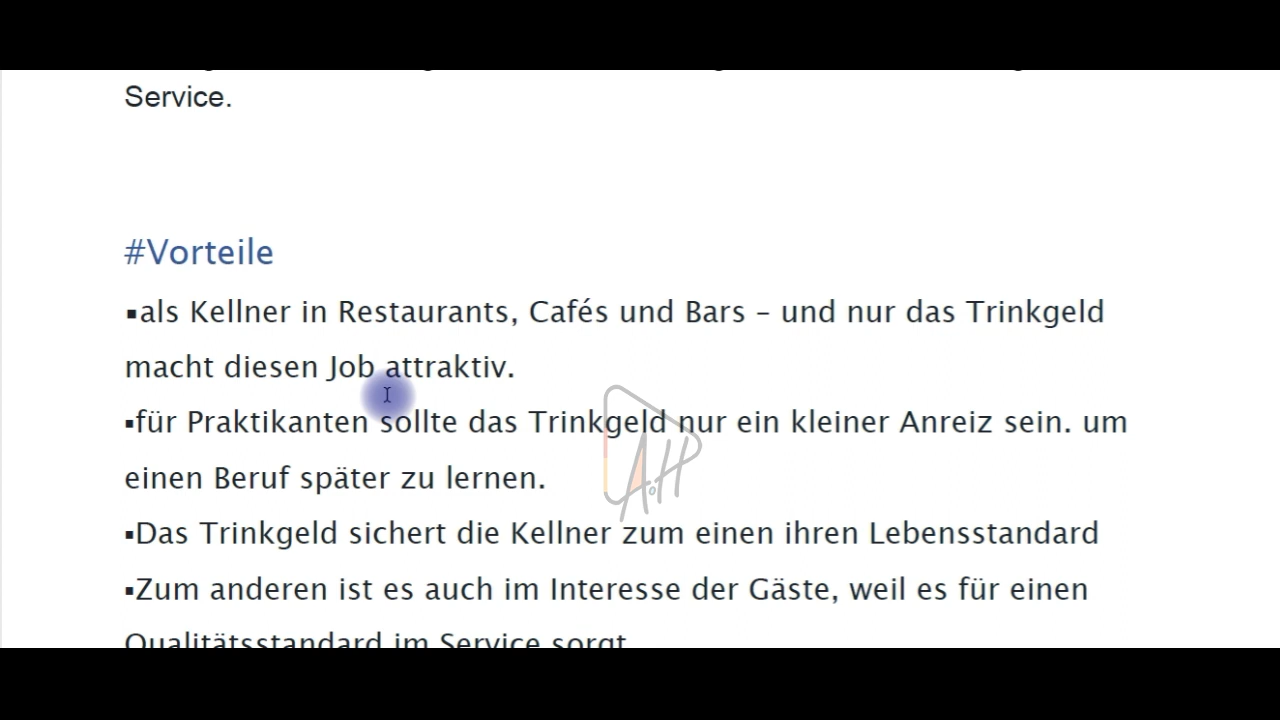 Service.
#Vorteile
▪als Kellner in Restaurants, Cafés und Bars – und nur das Trinkgeld
macht diesen Job attraktiv.
▪für Praktikanten sollte das Trinkgeld nur ein kleiner Anreiz sein. um
einen Beruf später zu lernen.
▪Das Trinkgeld sichert die Kellner zum einen ihren Lebensstandard
▪Zum anderen ist es auch im Interesse der Gäste, weil es für einen
Qualitätsstandard im Service sorgt
A.H